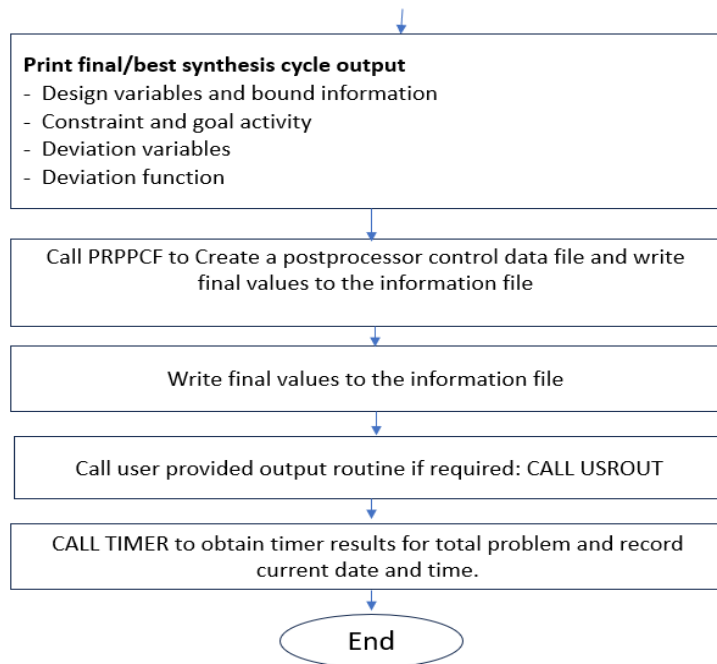 Print final/best synthesis cycle output
- Design variables and bound information
- Constraint and goal activity
- Deviation variables
- Deviation function
Call PRPPCF to Create a postprocessor control data file and write
final values to the information file
Write final values to the information file
Call user provided output routine if required: CALL USROUT
CALL TIMER to obtain timer results for total problem and record
current date and time.
End